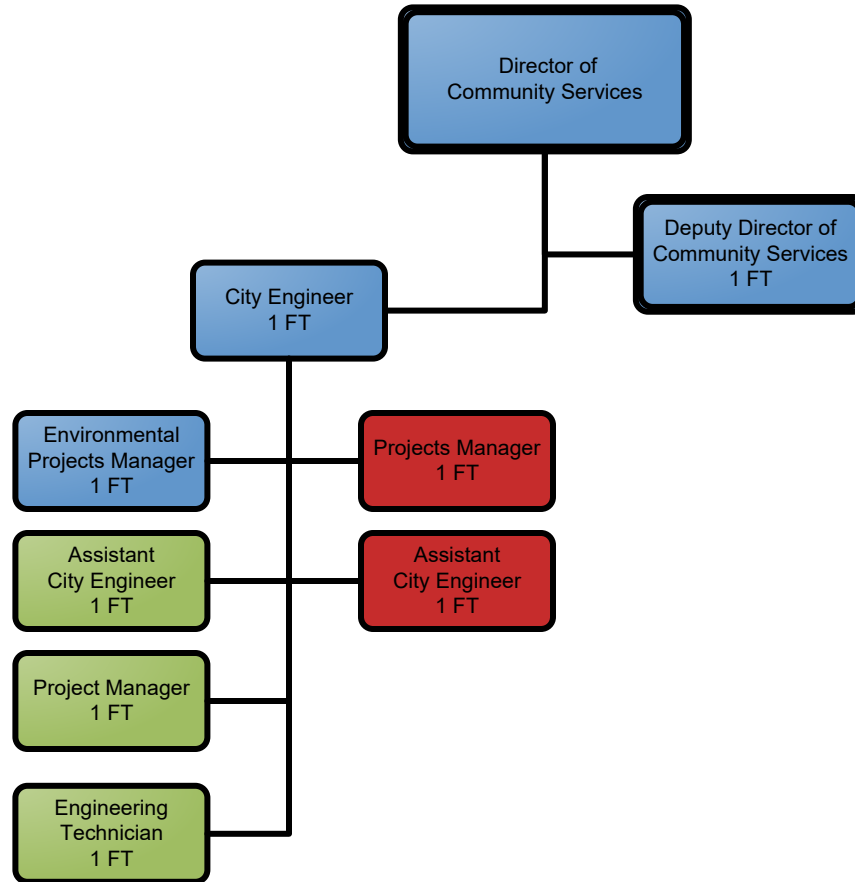 Director of
Community Services
Deputy Director of
Community Services
1 FT
City Engineer
1 FT
Environmental
Projects Manager
1 FT
Projects Manager
1 FT
Assistant
City Engineer
1 FT
Assistant
City Engineer
1 FT
Project Manager
1 FT
Engineering
Technician
1 FT